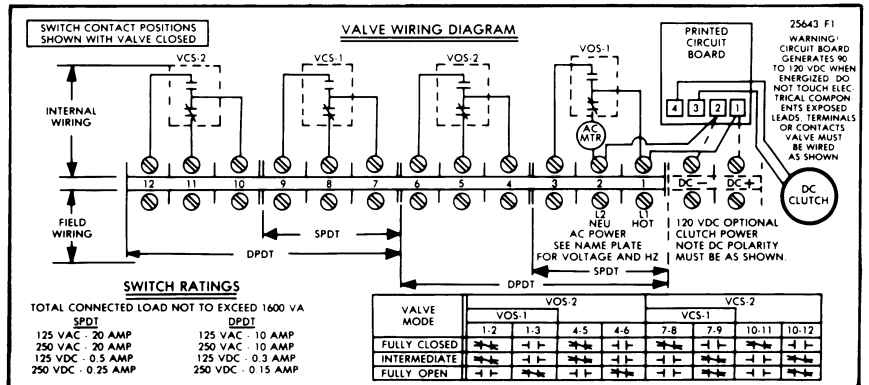 SWITCH CONTACT POSITIONS
SHOWN WITH VALVE CLOSED
VALVE WIRING DIAGRAM
25643 F1
WARNING!
CIRCUIT BOARD
GENERATES 90
TO 120 VDC WHEN
ENERGIZED. DO
NOT TOUCH ELEC-
TRICAL COMPON-
ENTS EXPOSED
LEADS, TERMINALS
OR CONTACTS
VALVE MUST
BE WIRED
AS SHOWN
VCS-2
VCS-1
VOS-2
VOS-1
PRINTED
CIRCUIT
BOARD
4 3 2 1
INTERNAL
WIRING
AC
MTR
12 11 10 9 8 7 6 5 4 3 2 1 DC - DC +
DC
CLUTCH
FIELD
WIRING
L2 L1
NEU HOT
AC POWER
SEE NAME PLATE
FOR VOLTAGE AND HZ
120 VDC OPTIONAL
CLUTCH POWER
NOTE DC POLARITY
MUST BE AS SHOWN.
SPDT
DPDT
SPDT
DPDT
SWITCH RATINGS
TOTAL CONNECTED LOAD NOT TO EXCEED 1600 VA
SPDT DPDT
125 VAC - 20 AMP 125 VAC - 10 AMP
250 VAC - 20 AMP 250 VAC - 10 AMP
125 VDC - 0.5 AMP 125 VDC - 0.3 AMP
250 VDC - 0.25 AMP 250 VDC - 0.15 AMP
VALVE
MODE
VOS-2 VCS-2
VOS-1 VCS-1
1-2 1-3 4-5 4-6 7-8 7-9 10-11 10-12
FULLY CLOSED
INTERMEDIATE
FULLY OPEN